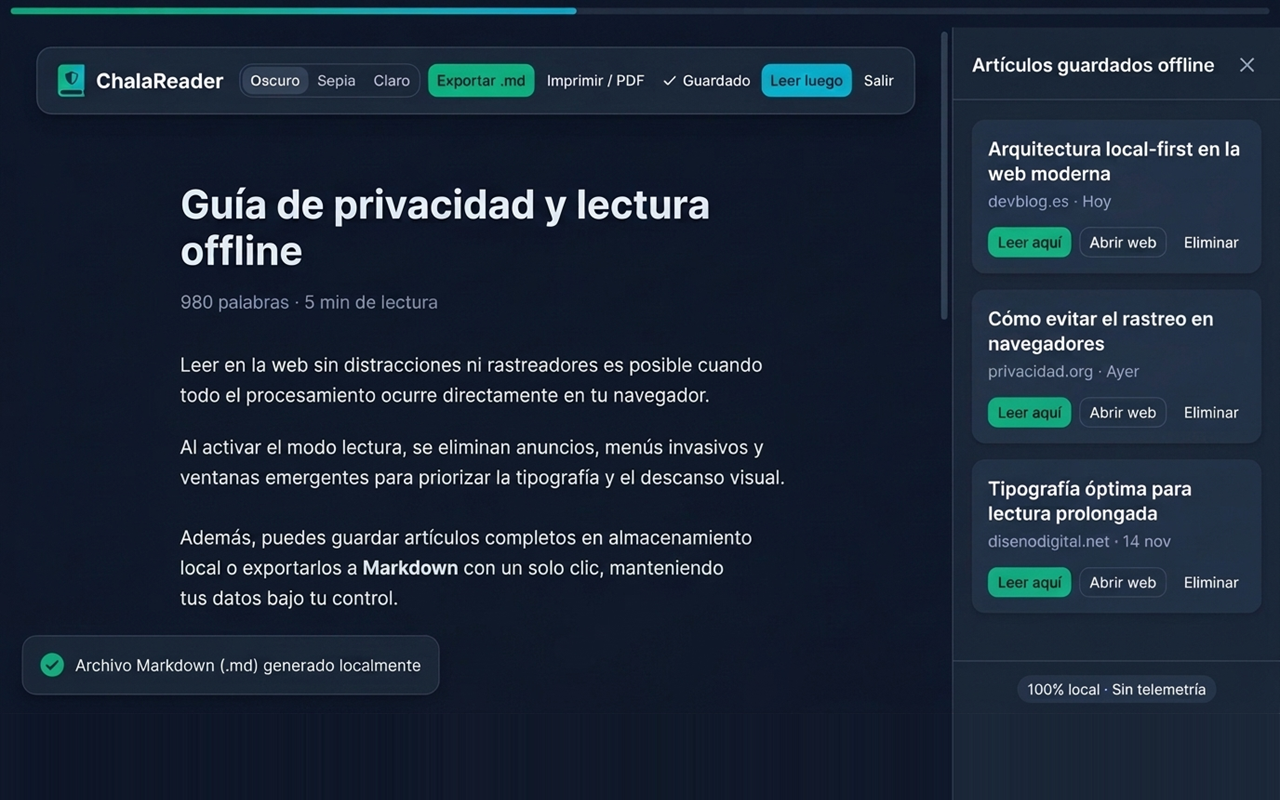 ChalaReader
Oscuro Sepia Claro
Exportar .md
Imprimir / PDF
Guardado
Leer luego
Salir
Guía de privacidad y lectura
offline
980 palabras · 5 min de lectura
Leer en la web sin distracciones ni rastreadores es posible cuando
todo el procesamiento ocurre directamente en tu navegador.
Al activar el modo lectura, se eliminan anuncios, menús invasivos y
ventanas emergentes para priorizar la tipografía y el descanso visual.
Además, puedes guardar artículos completos en almacenamiento
local o exportarlos a Markdown con un solo clic, manteniendo
tus datos bajo tu control.
Archivo Markdown (.md) generado localmente
Artículos guardados offline
Arquitectura local-first en la
web moderna
devblog.es · Hoy
Leer aquí Abrir web Eliminar
Cómo evitar el rastreo en
navegadores
privacidad.org · Ayer
Leer aquí Abrir web Eliminar
Tipografía óptima para
lectura prolongada
disenodigital.net · 14 nov
Leer aquí Abrir web Eliminar
100% local · Sin telemetría